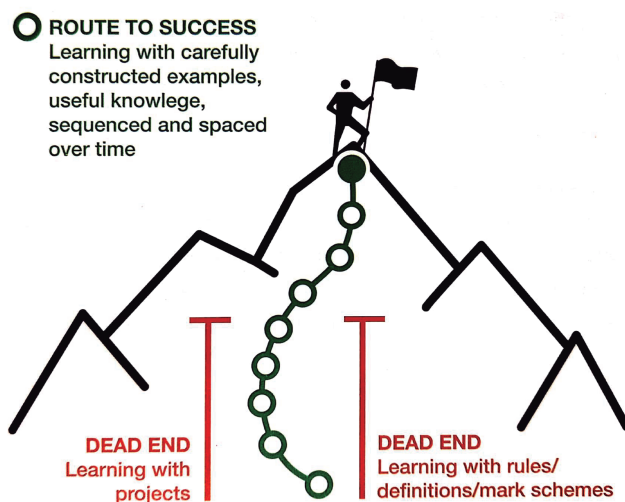 ROUTE TO SUCCESS
Learning with carefully
constructed examples,
useful knowlege,
sequenced and spaced
over time
DEAD END
Learning with
projects
DEAD END
Learning with rules/
definitions/mark schemes